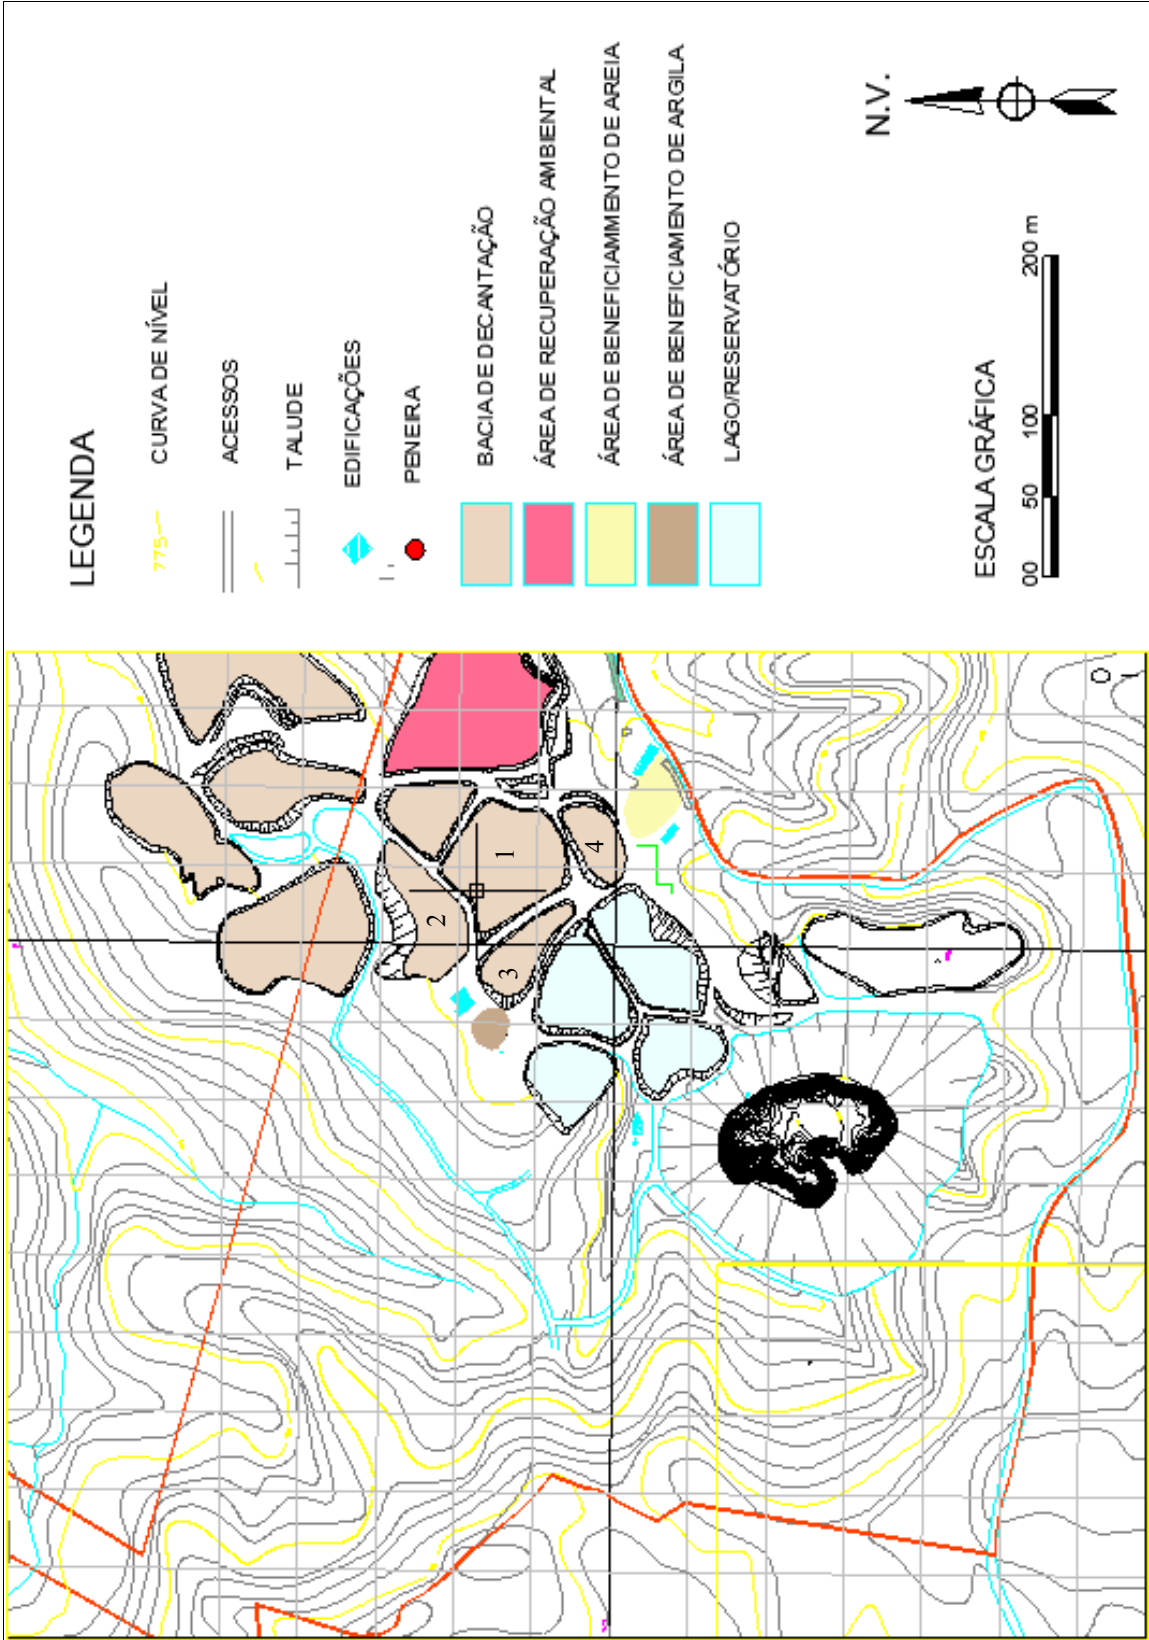 LEGENDA
775
CURVA DE NÍVEL
ACESSOS
TALUDE
EDIFICAÇÕES
PENEIRA
BACIA DE DECANTAÇÃO
ÁREA DE RECUPERAÇÃO AMBIENTAL
ÁREA DE BENEFICIAMMENTO DE AREIA
ÁREA DE BENEFICIAMENTO DE ARGILA
LAGO/RESERVATÓRIO
N.V.
ESCALA GRÁFICA
00 50 100 200 m
1
2
3
4